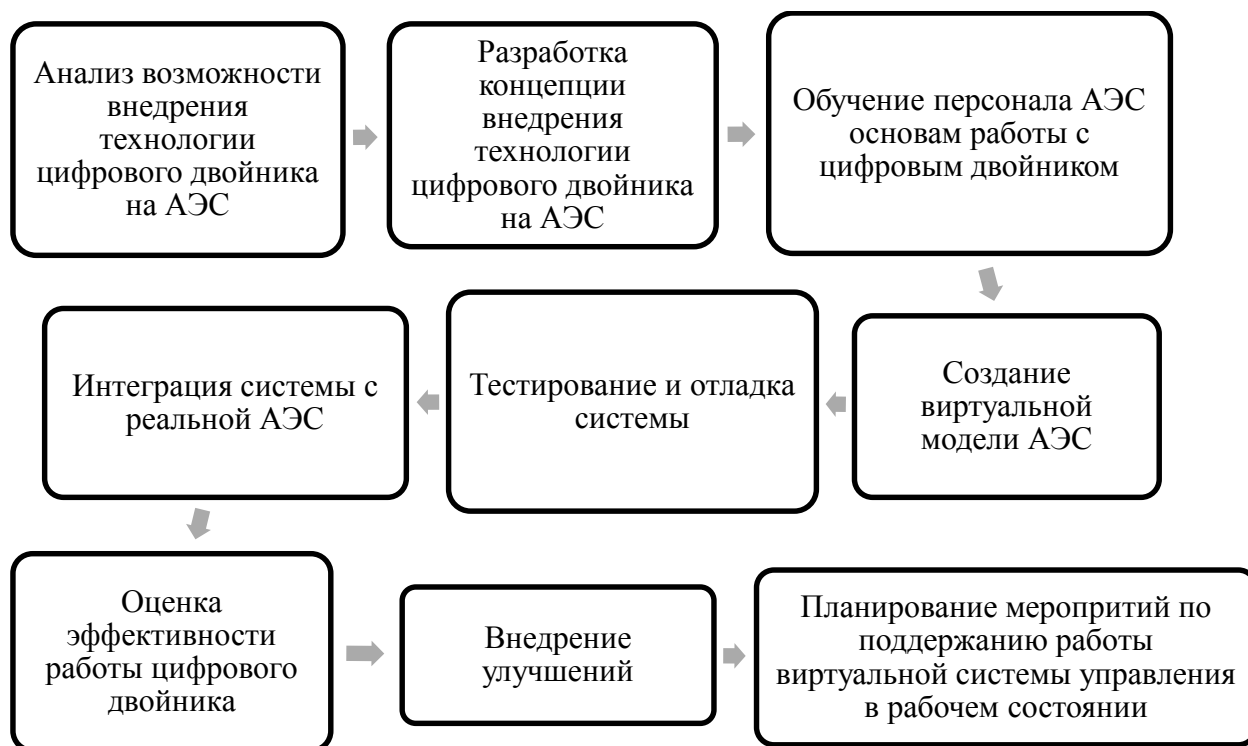 Анализ возможности
внедрения
технологии
цифрового двойника
на АЭС
Разработка
концепции
внедрения
технологии
цифрового двойника
на АЭС
Обучение персонала АЭС
основам работы с
цифровым двойником
Создание
виртуальной
модели АЭС
Тестирование и отладка
системы
Интеграция системы с
реальной АЭС
Оценка
эффективности
работы цифрового
двойника
Внедрение
улучшений
Планирование меропритий по
поддержанию работы
виртуальной системы управления
в рабочем состоянии